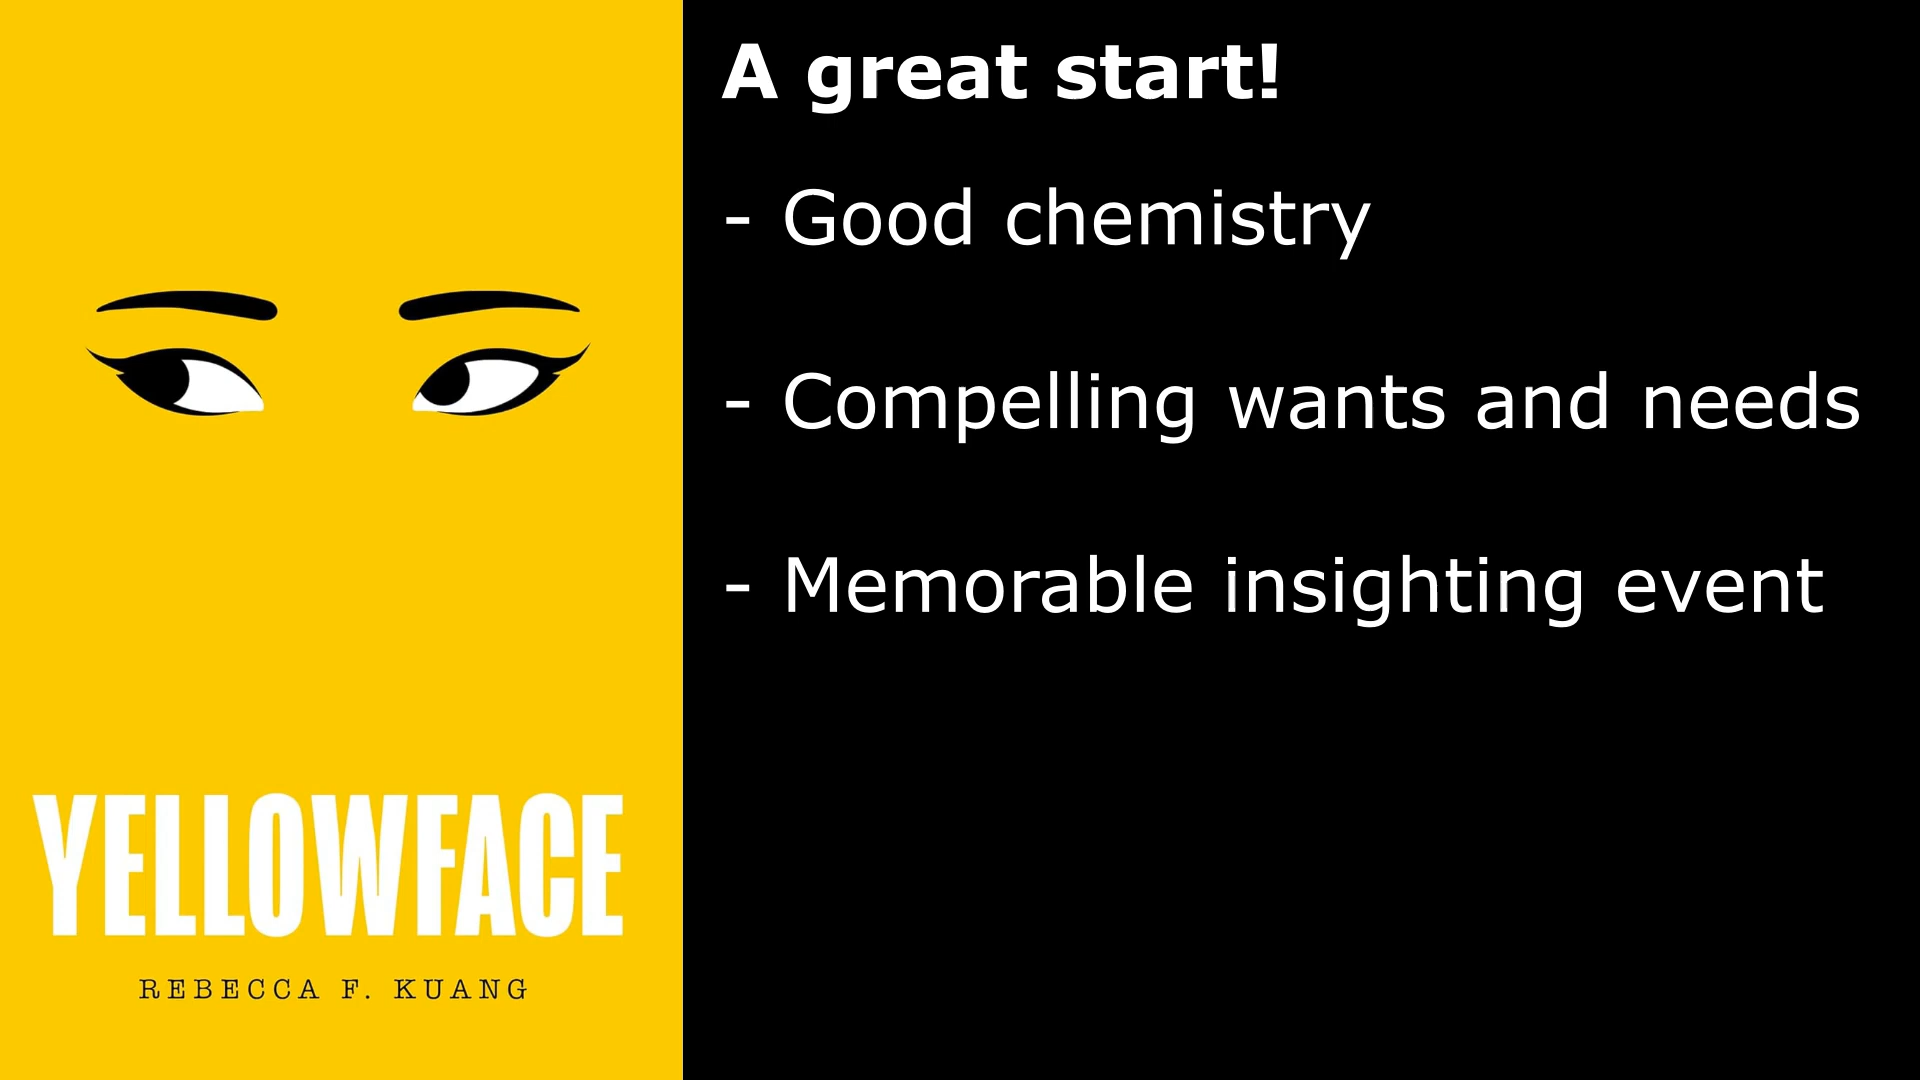 A great start!
- Good chemistry
- Compelling wants and needs
- Memorable insighting event
YELLOWFACE
REBECCA F. KUANG